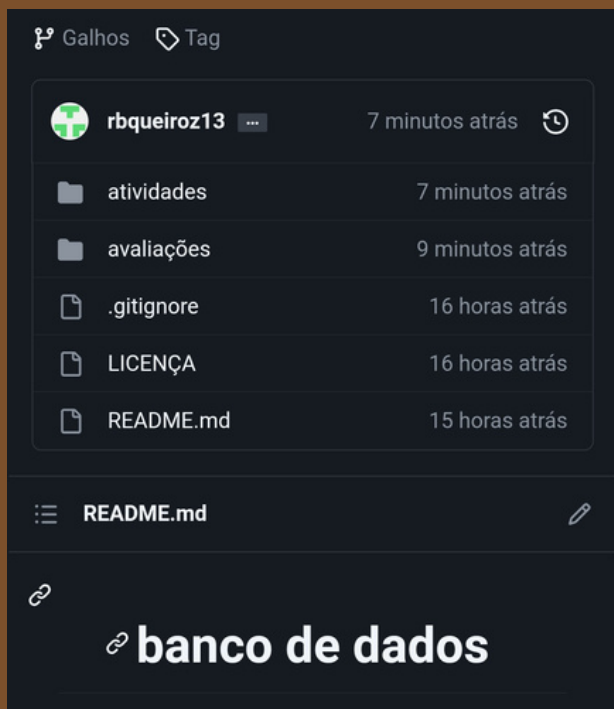 Galhos Tag
rbqueiroz13 ... 7 minutos atrás
atividades 7 minutos atrás
avaliações 9 minutos atrás
.gitignore 16 horas atrás
LICENÇA 16 horas atrás
README.md 15 horas atrás
README.md
banco de dados